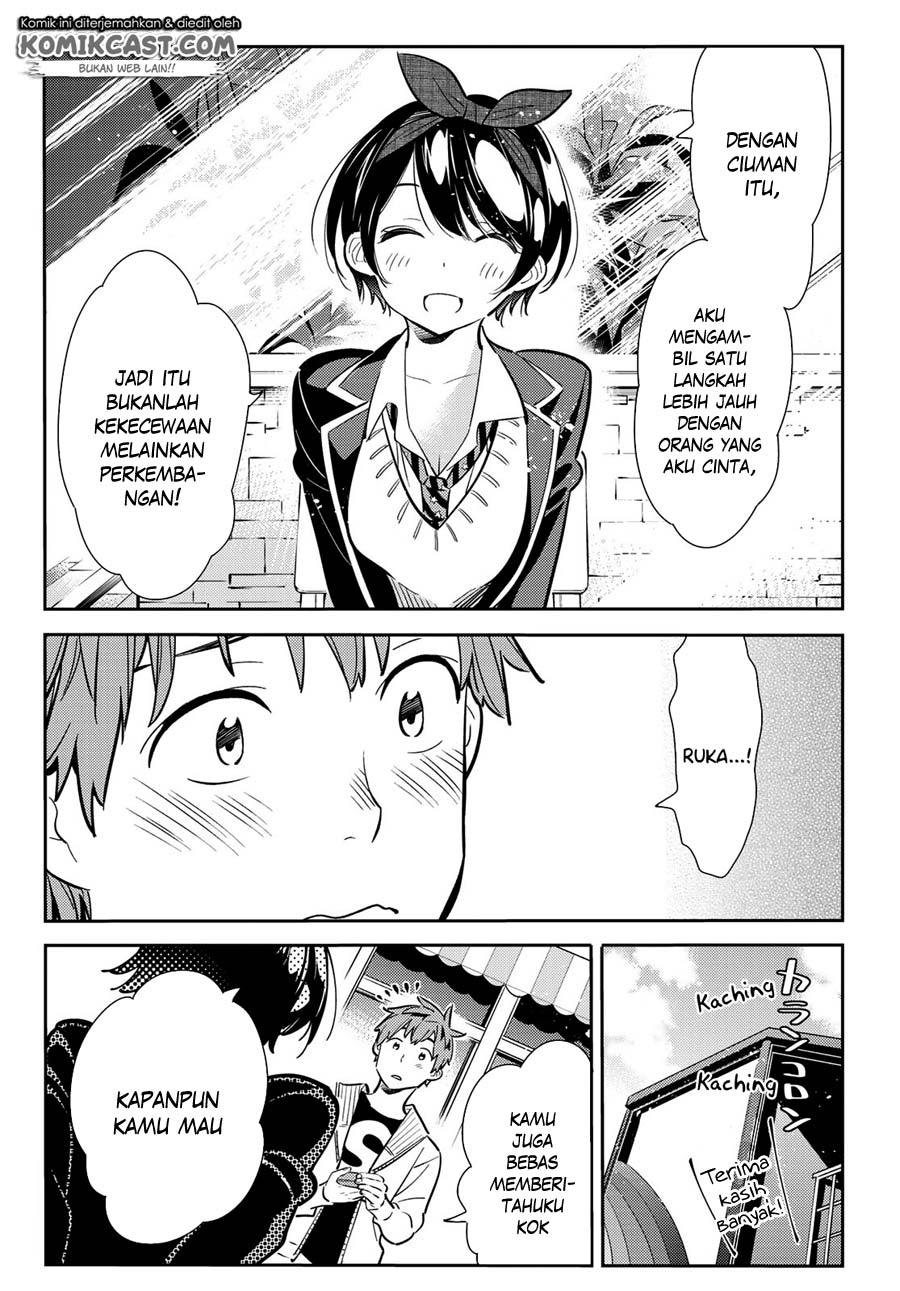 Komik ini diterjemahkan & diedit oleh
KOMIKCAST.COM
BUKAN WEB LAIN!!
DENGAN
CIUMAN
ITU,
AKU
MENGAM-
BIL SATU
LANGKAH
LEBIH JAUH
DENGAN
ORANG YANG
AKU CINTA,
JADI ITU
BUKANLAH
KEKECEWAAN
MELAINKAN
PERKEMBA-
NGAN!
RUKA...!
カラン
コロン
Kaching
Kaching
Terima
kasih
Banyak!
KAMU
JUGA
BEBAS
MEMBERI-
TAHUKU
KOK
KAPANPUN
KAMU MAU
S